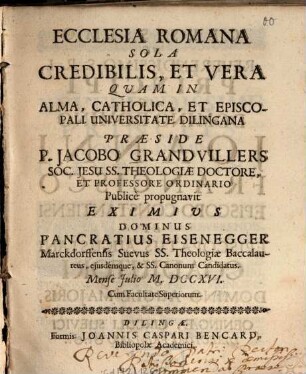 ECCLESIA ROMANA
SOLA
CREDIBILIS, ET VERA
QUAM IN
ALMA, CATHOLICA, ET EPISCO-
PALI UNIVERSITATE DILINGANA
PRÆSIDE
P. JACOBO GRANDVILLERS
SOC. JESU SS. THEOLOGIÆ DOCTORE,
ET PROFESSORE ORDINARIO
Publicè propugnavit
EXIMIVS
DOMINUS
PANCRATIUS EISENEGGER
Marckdorffensis Suevus SS. Theologiæ Baccalau-
reus, ejusdemque, & SS. Canonum Candidatus.
Mense Julio M. DCCXVI.
Cum Facultate Superiorum.
DILINGÆ,
Formis JOANNIS CASPARI BENCARD,
Bibliopolæ Academici.